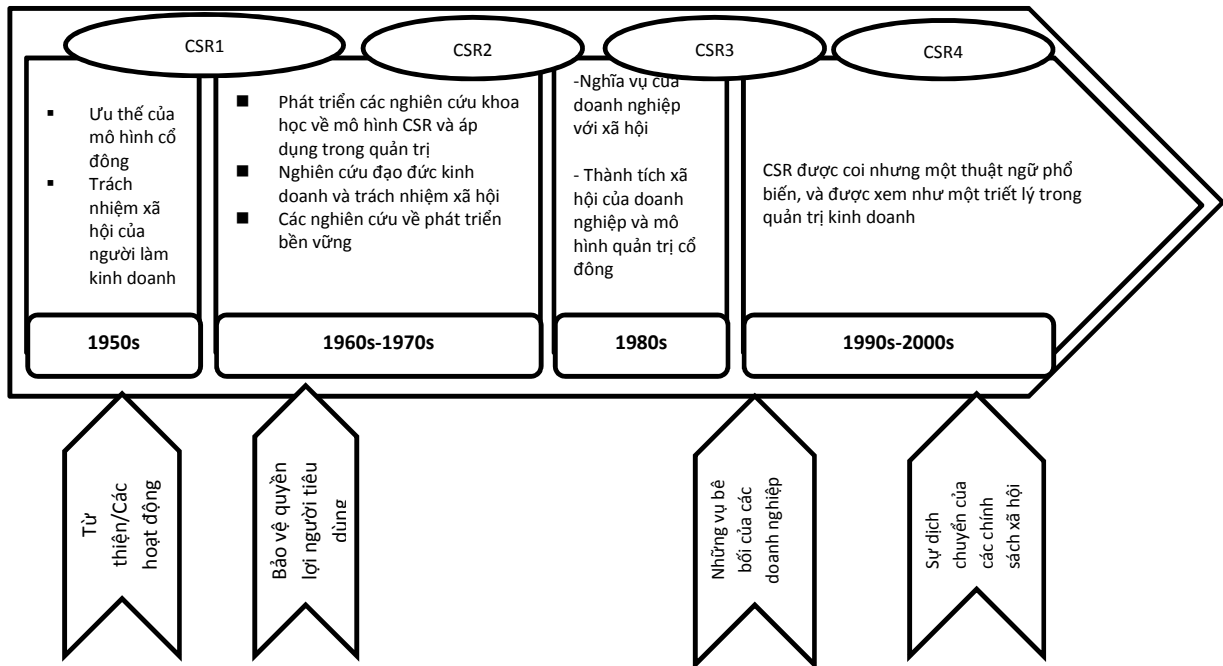 CSR1
CSR2
CSR3
CSR4
▪ Ưu thế của
mô hình cổ
đông
▪ Trách
nhiệm xã
hội của
người làm
kinh doanh
■ Phát triển các nghiên cứu khoa
học về mô hình CSR và áp
dụng trong quản trị
■ Nghiên cứu đạo đức kinh
doanh và trách nhiệm xã hội
■ Các nghiên cứu về phát triển
bền vững
-Nghĩa vụ của
doanh nghiệp
với xã hội
- Thành tích xã
hội của doanh
nghiệp và mô
hình quản trị cổ
đông
CSR được coi nhưng một thuật ngữ phổ
biến, và được xem như một triết lý trong
quản trị kinh doanh
1950s
1960s-1970s
1980s
1990s-2000s
Từ
thiện/Các
hoạt động
Bảo vệ quyền
lợi người tiêu
dùng
Những vụ bê
bối của các
doanh nghiệp
Sự dịch
chuyển của
các chính
sách xã hội